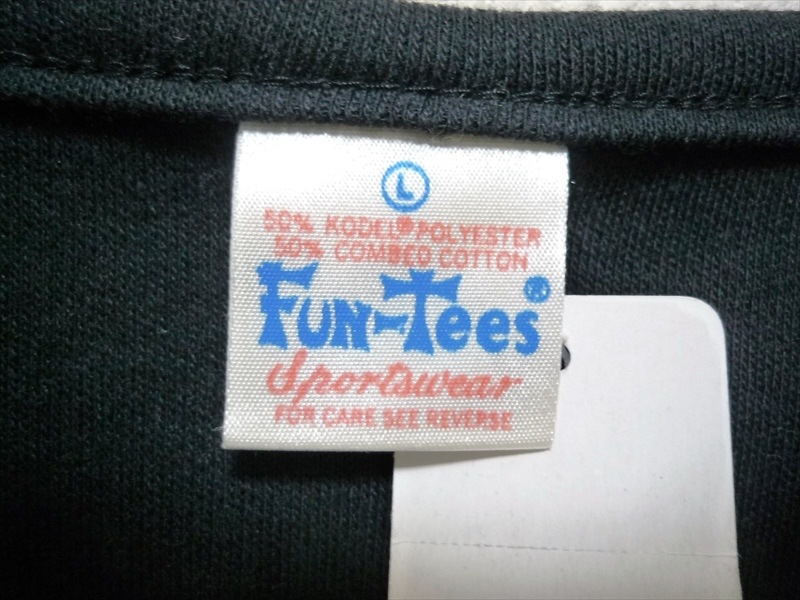 L
50% KODEL® POLYESTER
50% COMBED COTTON
FUN-Tees®
Sportswear
FOR CARE SEE REVERSE